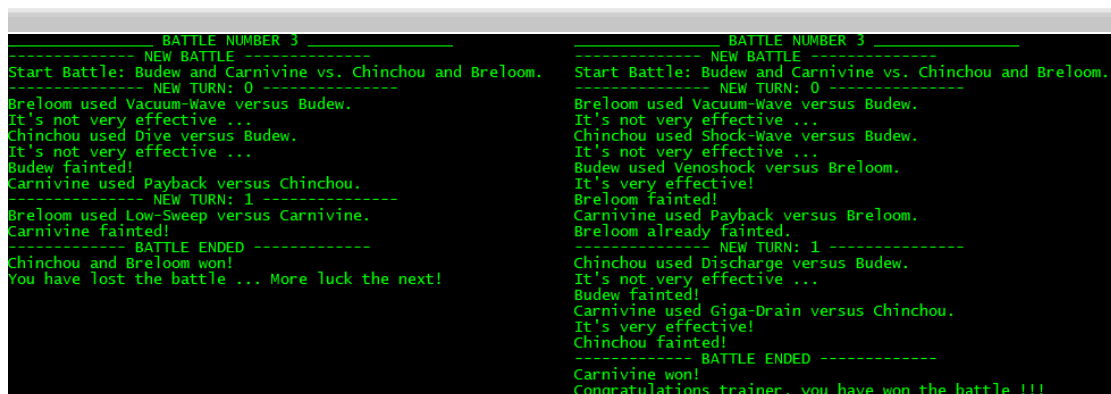 ________________ BATTLE NUMBER 3 ________________
-------------- NEW BATTLE --------------
Start Battle: Budew and Carnivine vs. Chinchou and Breloom.
--------------- NEW TURN: 0 ---------------
Breloom used Vacuum-Wave versus Budew.
It's not very effective ...
Chinchou used Dive versus Budew.
It's not very effective ...
Budew fainted!
Carnivine used Payback versus Chinchou.
--------------- NEW TURN: 1 ---------------
Breloom used Low-Sweep versus Carnivine.
Carnivine fainted!
------------- BATTLE ENDED -------------
Chinchou and Breloom won!
You have lost the battle ... More luck the next!
________________ BATTLE NUMBER 3 ________________
-------------- NEW BATTLE --------------
Start Battle: Budew and Carnivine vs. Chinchou and Breloom.
--------------- NEW TURN: 0 ---------------
Breloom used Vacuum-Wave versus Budew.
It's not very effective ...
Chinchou used Shock-Wave versus Budew.
It's not very effective ...
Budew used Venoshock versus Breloom.
It's very effective!
Breloom fainted!
Carnivine used Payback versus Breloom.
Breloom already fainted.
--------------- NEW TURN: 1 ---------------
Chinchou used Discharge versus Budew.
It's not very effective ...
Budew fainted!
Carnivine used Giga-Drain versus Chinchou.
It's very effective!
Chinchou fainted!
------------- BATTLE ENDED -------------
Carnivine won!
Congratulations trainer, you have won the battle !!!